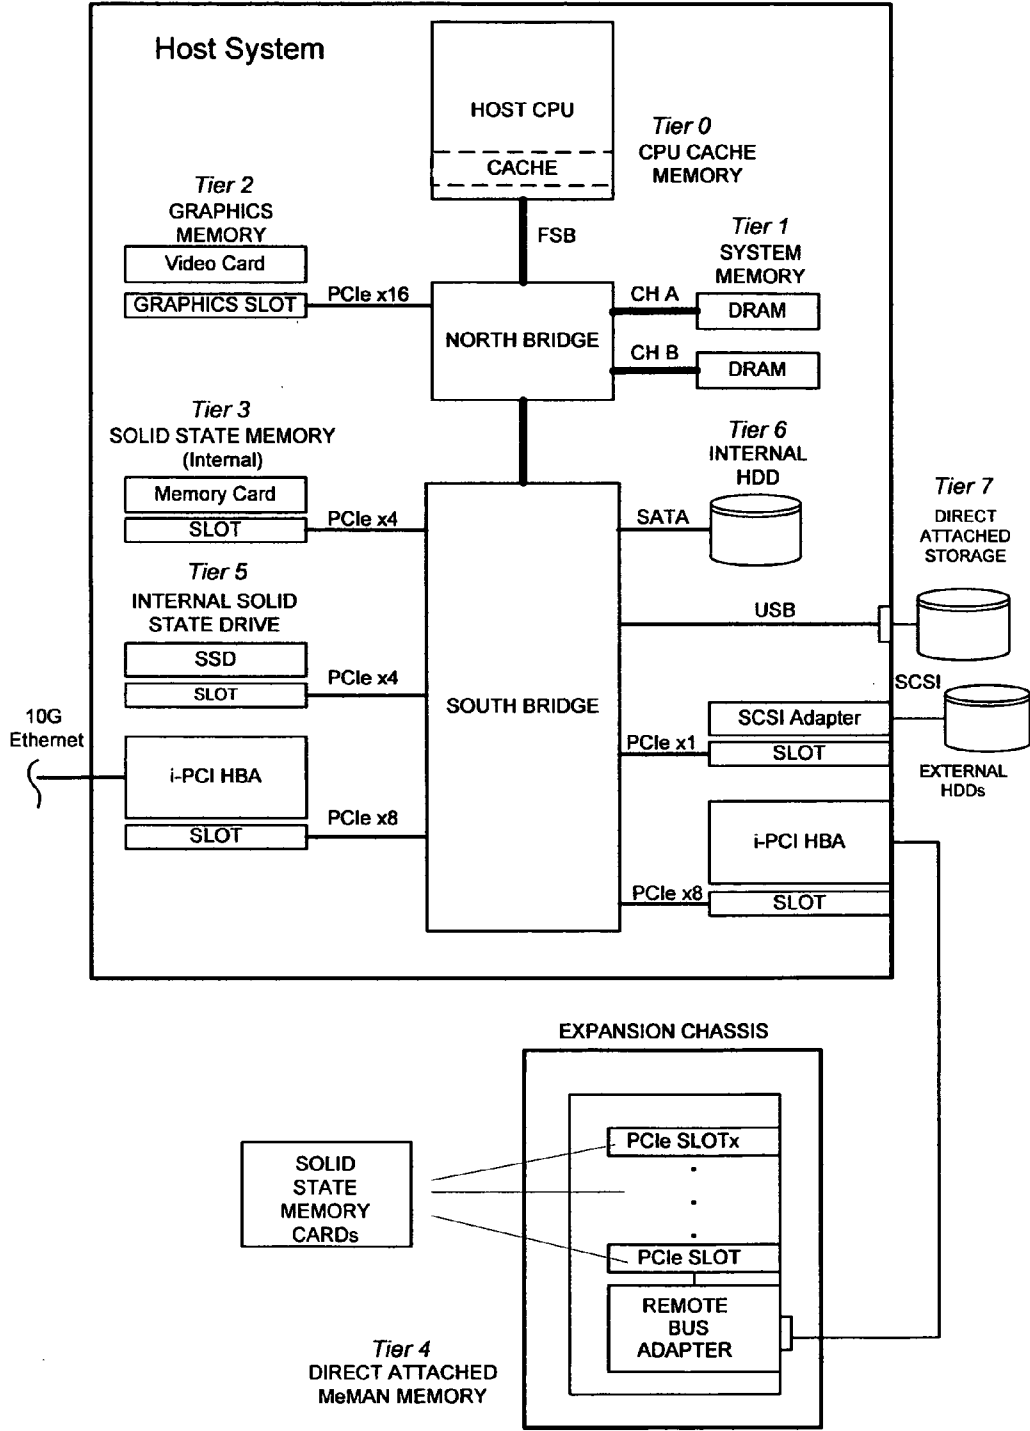 Host System
HOST CPU
CACHE
Tier 0
CPU CACHE
MEMORY
Tier 2
GRAPHICS
MEMORY
Video Card
GRAPHICS SLOT
PCIe x16
FSB
Tier 1
SYSTEM
MEMORY
NORTH BRIDGE
CH A
DRAM
CH B
DRAM
Tier 3
SOLID STATE MEMORY
(Internal)
Memory Card
SLOT
PCIe x4
Tier 6
INTERNAL
HDD
SATA
Tier 7
DIRECT
ATTACHED
STORAGE
Tier 5
INTERNAL SOLID
STATE DRIVE
SSD
SLOT
PCIe x4
USB
SOUTH BRIDGE
SCSI
SCSI Adapter
PCIe x1
SLOT
EXTERNAL
HDDs
10G
Ethernet
i-PCI HBA
SLOT
PCIe x8
i-PCI HBA
PCIe x8
SLOT
EXPANSION CHASSIS
PCIe SLOTx
SOLID
STATE
MEMORY
CARDs
PCIe SLOT
REMOTE
BUS
ADAPTER
Tier 4
DIRECT ATTACHED
MeMAN MEMORY